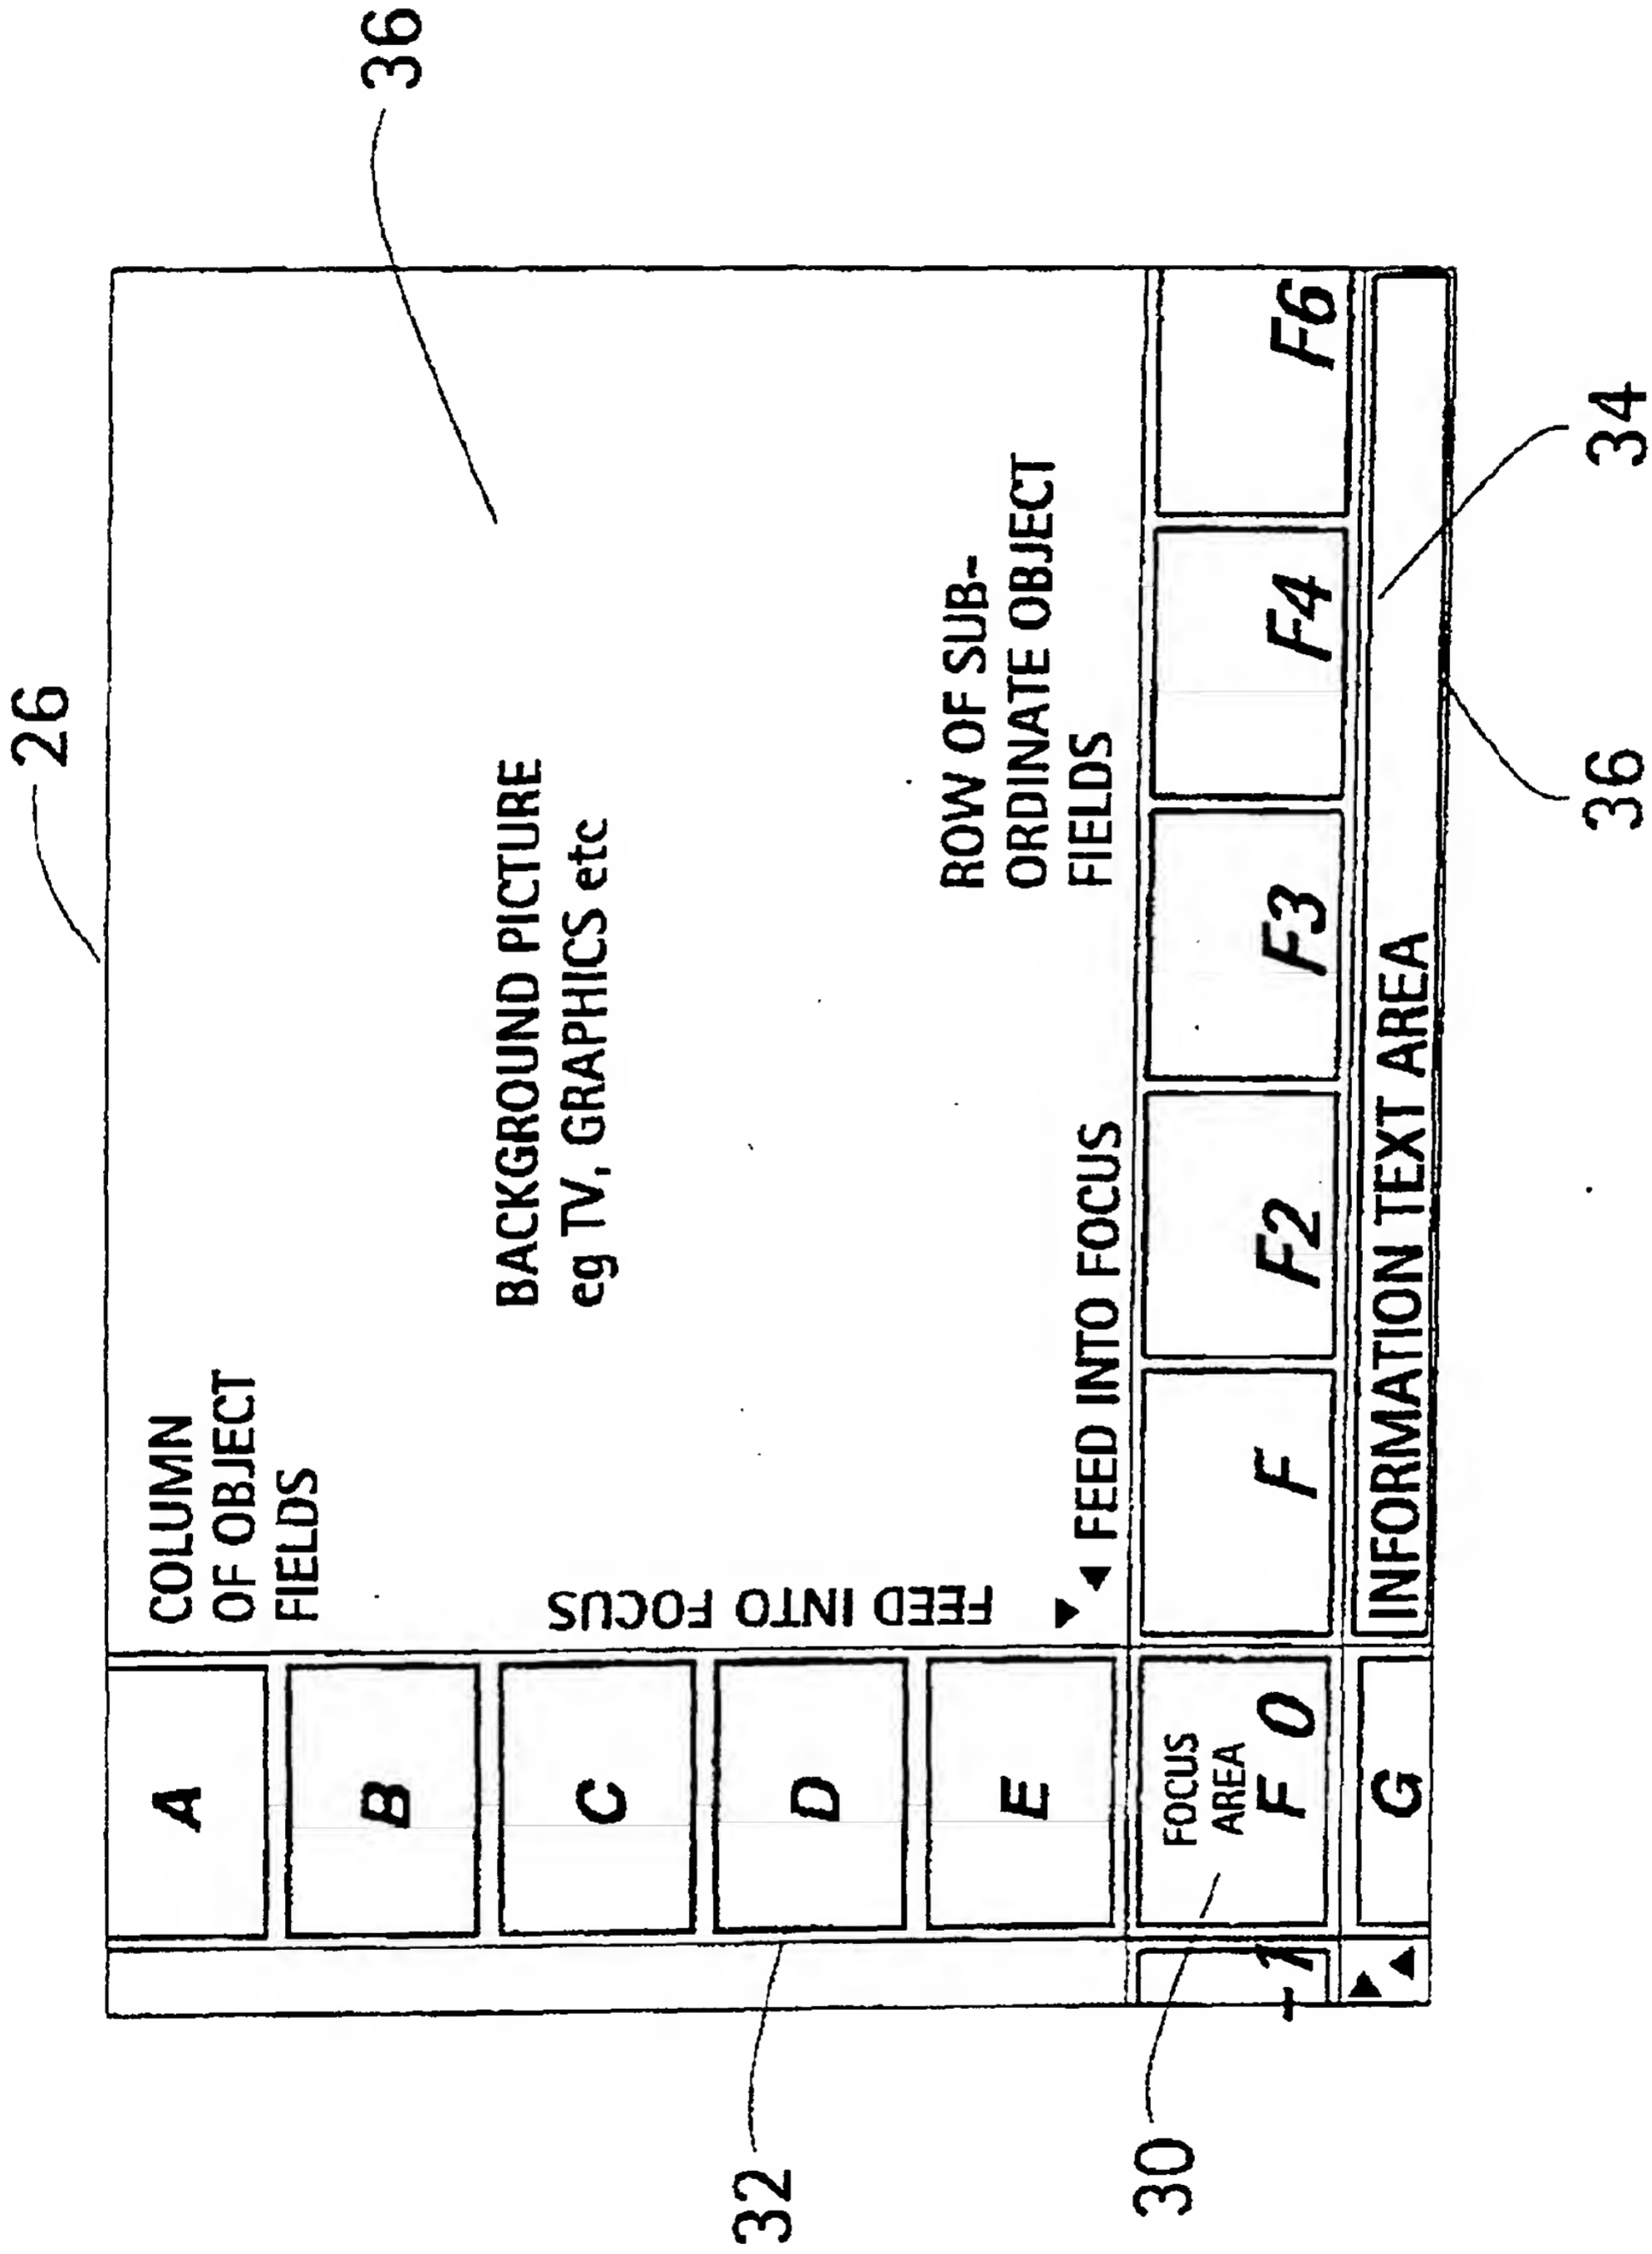 26
36
COLUMN
OF OBJECT
FIELDS
A
B
C
D
E
BACKGROUND PICTURE
eg TV, GRAPHICS etc
FEED INTO FOCUS
ROW OF SUB-
ORDINATE OBJECT
FIELDS
◀ FEED INTO FOCUS
32
30
-1
FOCUS
AREA
F 0
F
F2
F3
F4
F6
G
INFORMATION TEXT AREA
36
34